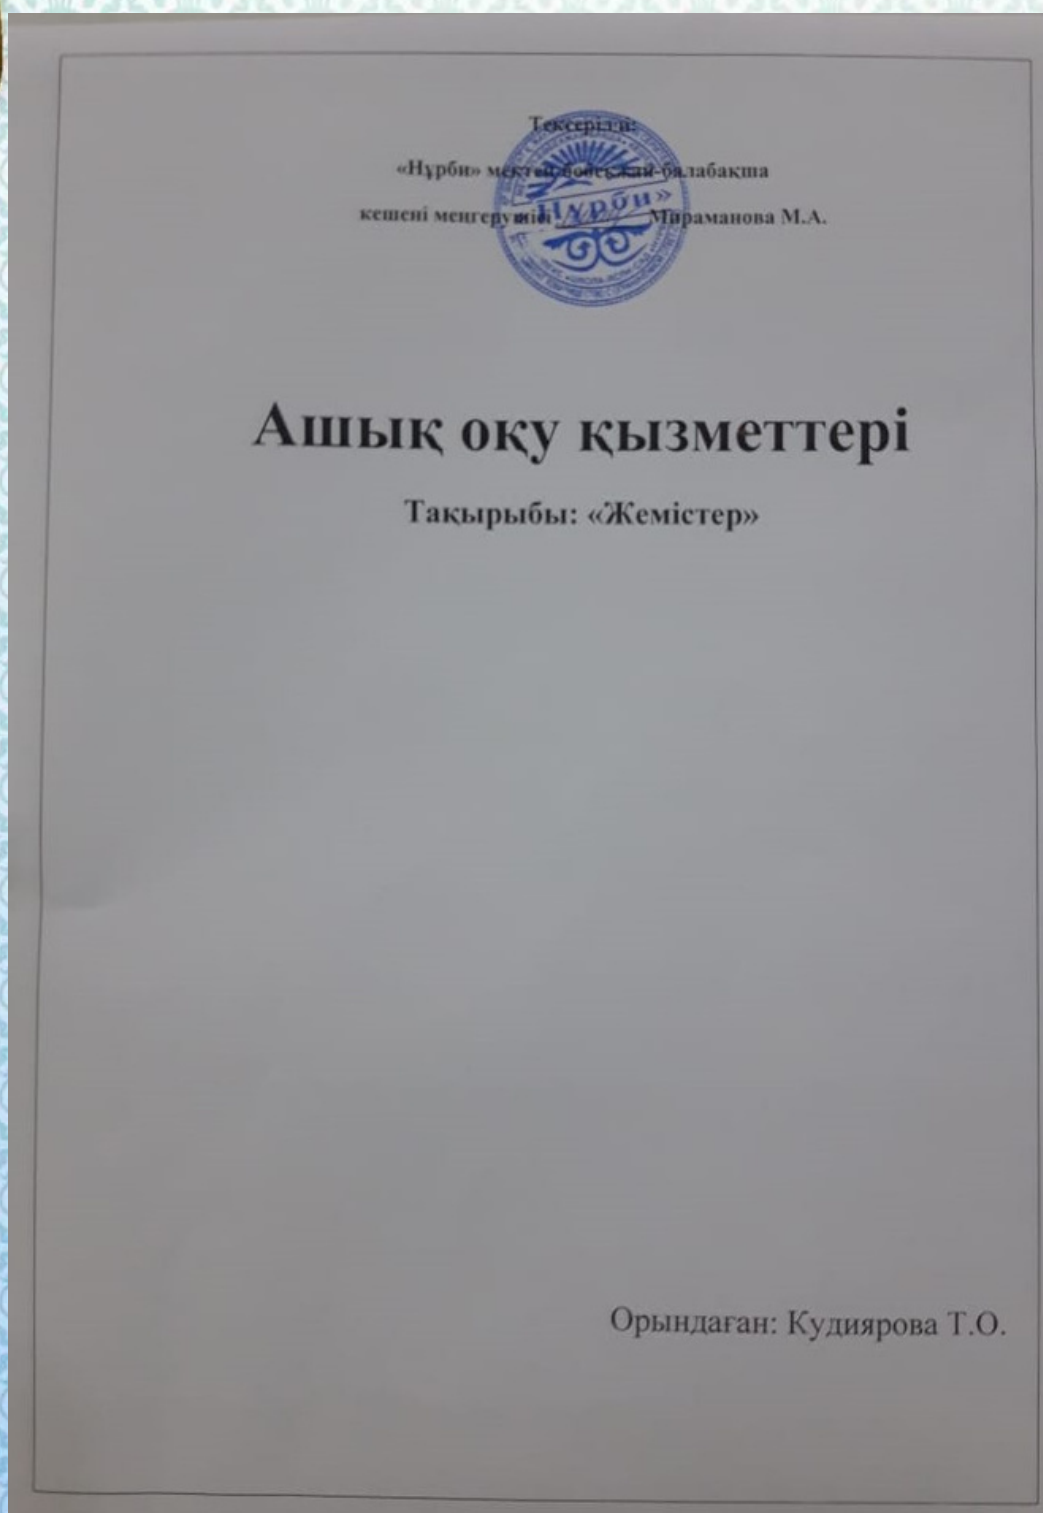 Тексерілді:
«Нұрби» мектеп-бөбекжай-балабақша
кешені меңгерушісі Мираманова М.А.
«Нұрби»
Ашық оқу қызметтері
Тақырыбы: «Жемістер»
Орындаған: Кудиярова Т.О.